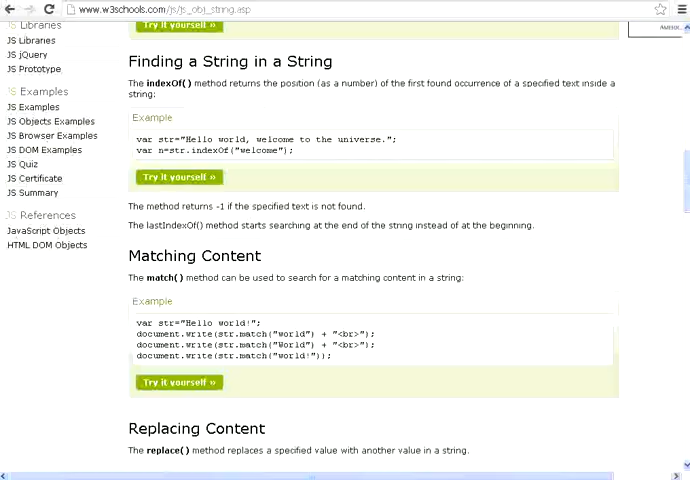 www.w3schools.com/js/js_obj_string.asp
JS Libraries
JS Libraries
JS jQuery
JS Prototype
JS Examples
JS Examples
JS Objects Examples
JS Browser Examples
JS DOM Examples
JS Quiz
JS Certificate
JS Summary
JS References
JavaScript Objects
HTML DOM Objects
Try it yourself »
Finding a String in a String
The indexOf( ) method returns the position (as a number) of the first found occurrence of a specified text inside a
string:
Example
var str="Hello world, welcome to the universe.";
var n=str.indexOf("welcome");
Try it yourself »
The method returns -1 if the specified text is not found.
The lastIndexOf() method starts searching at the end of the string instead of at the beginning.
Matching Content
The match( ) method can be used to search for a matching content in a string:
Example
var str="Hello world!";
document.write(str.match("world") + "<br>");
document.write(str.match("World") + "<br>");
document.write(str.match("world!"));
Try it yourself »
Replacing Content
The replace( ) method replaces a specified value with another value in a string.